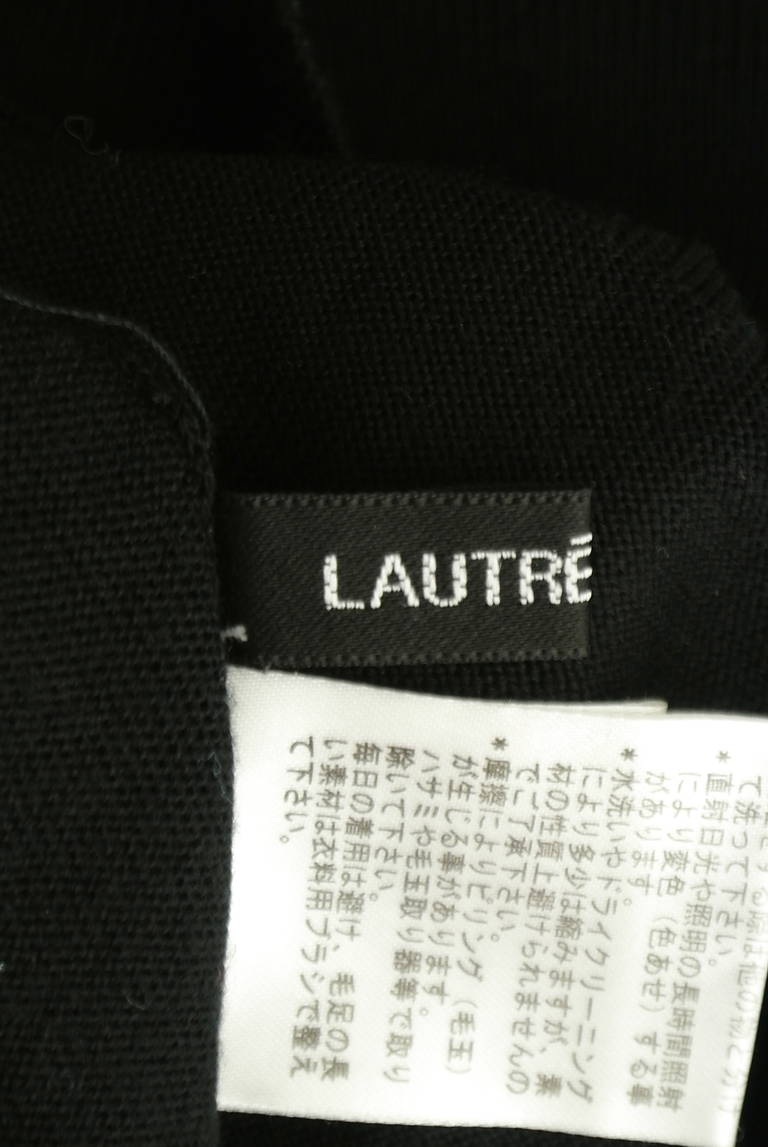 LAUTRÉ
て洗って下さい。
*直射日光や照明の長時間照射
により変色（色あせ）する事
があります
*水洗いやドライクリーニング
により多少は縮みますが、素
材の性質上避けられませんの
でご了承下さい。
*摩擦によりピリング（毛玉）
が生じる事があります。
ハサミや毛玉取り器等で取り
除いて下さい。
毎日の着用は避け、毛足の長
い素材は衣料用ブラシで整え
て下さい。